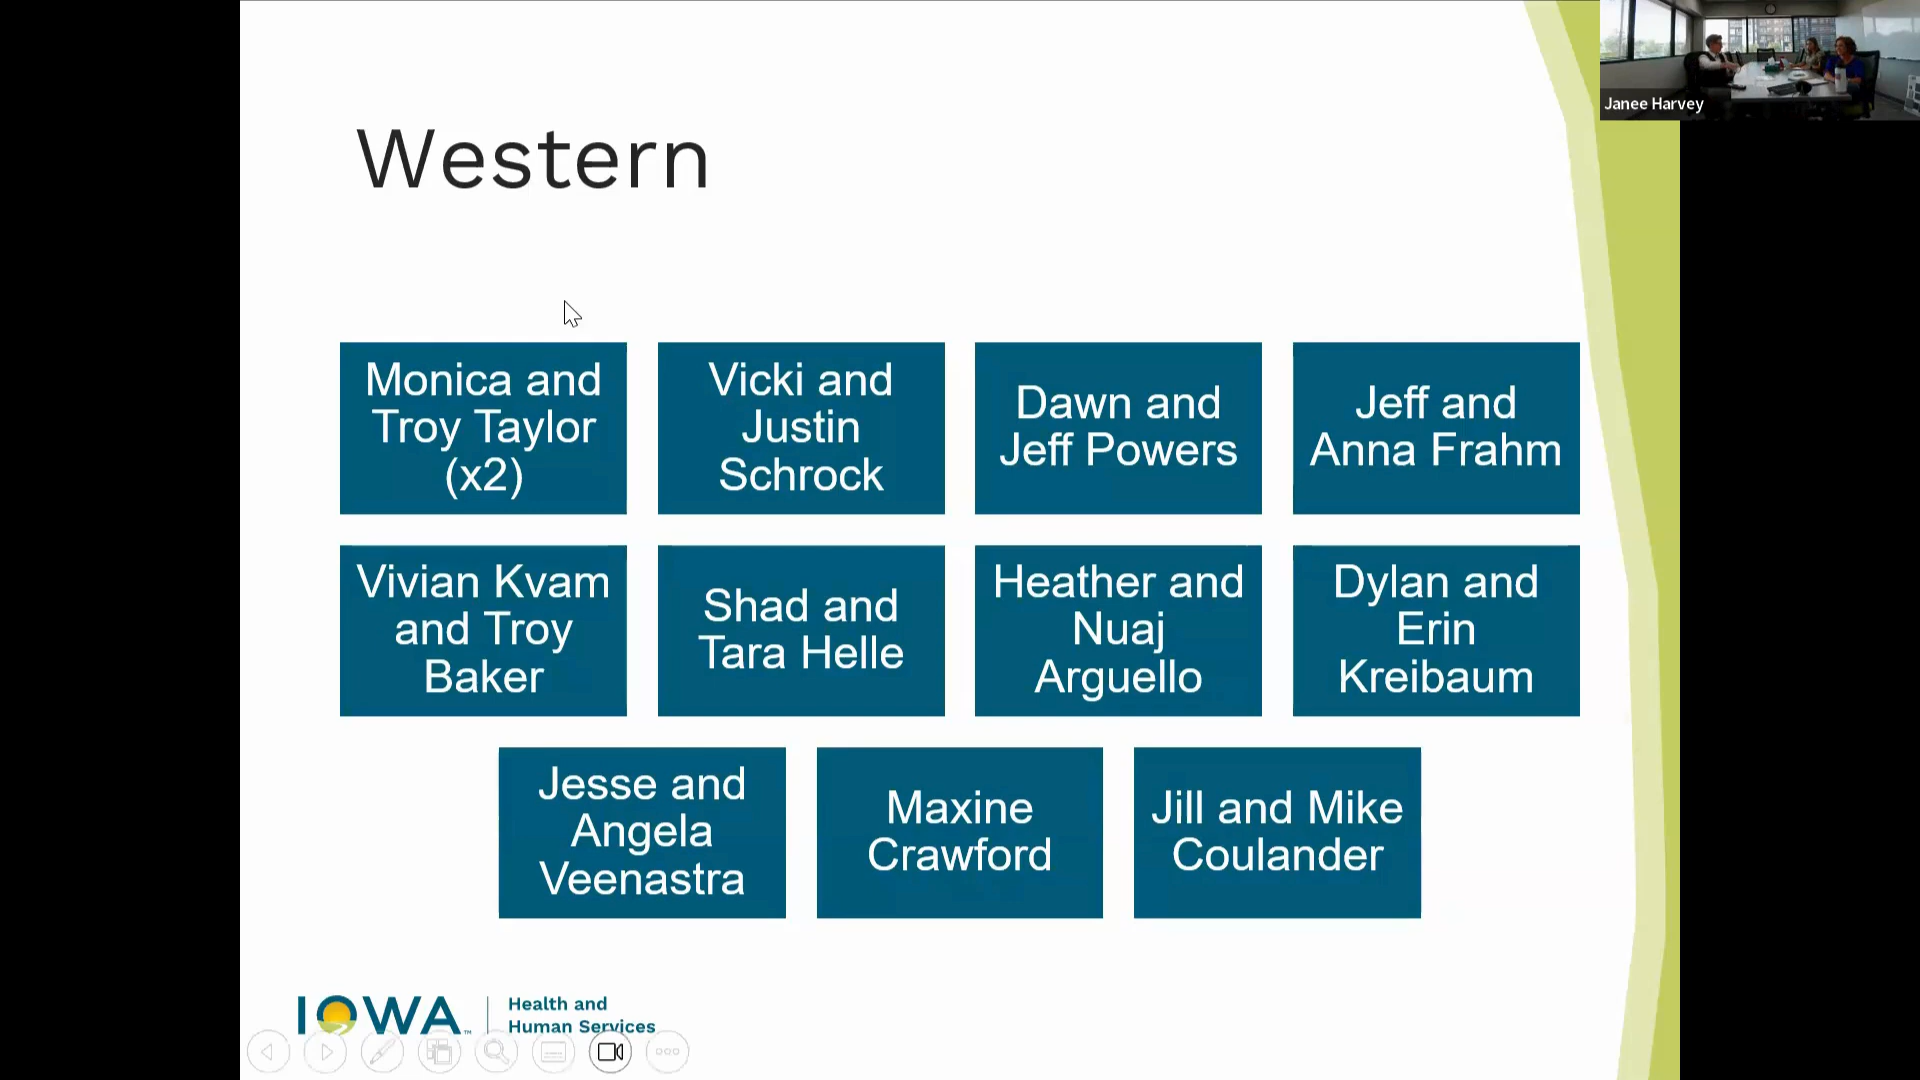 Janee Harvey
Western
Monica and
Troy Taylor
(x2)
Vicki and
Justin
Schrock
Dawn and
Jeff Powers
Jeff and
Anna Frahm
Vivian Kvam
and Troy
Baker
Shad and
Tara Helle
Heather and
Nuaj
Arguello
Dylan and
Erin
Kreibaum
Jesse and
Angela
Veenastra
Maxine
Crawford
Jill and Mike
Coulander
IOWA™
Health and
Human Services